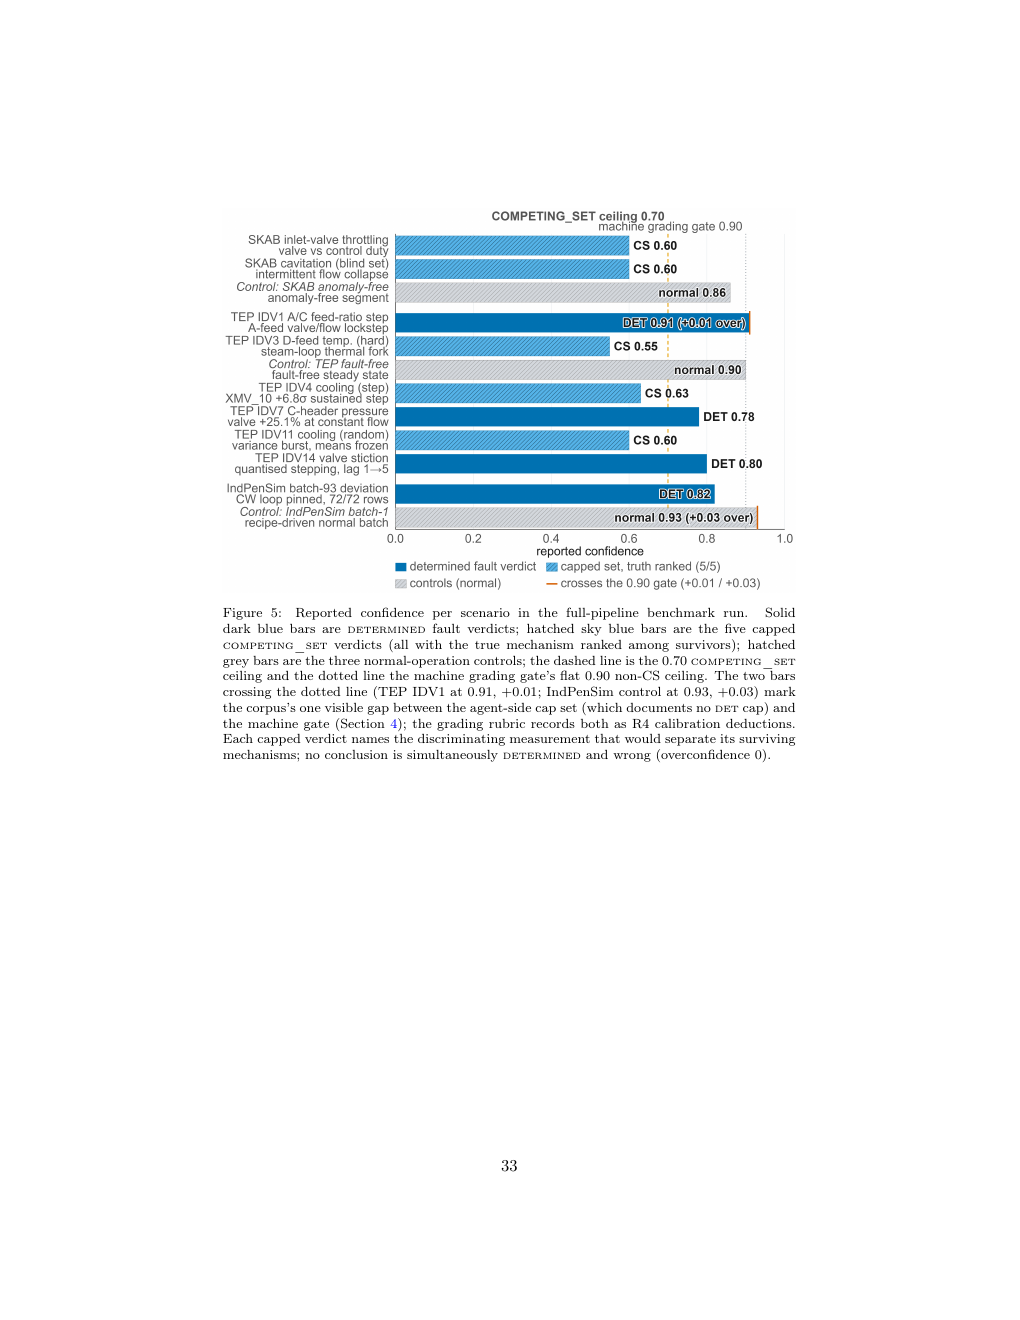 COMPETING_SET ceiling 0.70
machine grading gate 0.90
SKAB inlet-valve throttling
valve vs control duty
CS 0.60
SKAB cavitation (blind set)
intermittent flow collapse
CS 0.60
Control: SKAB anomaly-free
anomaly-free segment
normal 0.86
TEP IDV1 A/C feed-ratio step
A-feed valve/flow lockstep
DET 0.91 (+0.01 over)
TEP IDV3 D-feed temp. (hard)
steam-loop thermal fork
CS 0.55
Control: TEP fault-free
fault-free steady state
normal 0.90
TEP IDV4 cooling (step)
XMV_10 +6.8σ sustained step
CS 0.63
TEP IDV7 C-header pressure
valve +25.1% at constant flow
DET 0.78
TEP IDV11 cooling (random)
variance burst, means frozen
CS 0.60
TEP IDV14 valve stiction
quantised stepping, lag 1→5
DET 0.80
IndPenSim batch-93 deviation
CW loop pinned, 72/72 rows
DET 0.82
Control: IndPenSim batch-1
recipe-driven normal batch
normal 0.93 (+0.03 over)
0.0 0.2 0.4 0.6 0.8 1.0
reported confidence
determined fault verdict capped set, truth ranked (5/5)
controls (normal) crosses the 0.90 gate (+0.01 / +0.03)
Figure 5: Reported confidence per scenario in the full-pipeline benchmark run. Solid
dark blue bars are DETERMINED fault verdicts; hatched sky blue bars are the five capped
COMPETING_SET verdicts (all with the true mechanism ranked among survivors); hatched
grey bars are the three normal-operation controls; the dashed line is the 0.70 COMPETING_SET
ceiling and the dotted line the machine grading gate's flat 0.90 non-CS ceiling. The two bars
crossing the dotted line (TEP IDV1 at 0.91, +0.01; IndPenSim control at 0.93, +0.03) mark
the corpus's one visible gap between the agent-side cap set (which documents no DET cap) and
the machine gate (Section 4); the grading rubric records both as R4 calibration deductions.
Each capped verdict names the discriminating measurement that would separate its surviving
mechanisms; no conclusion is simultaneously DETERMINED and wrong (overconfidence 0).
33